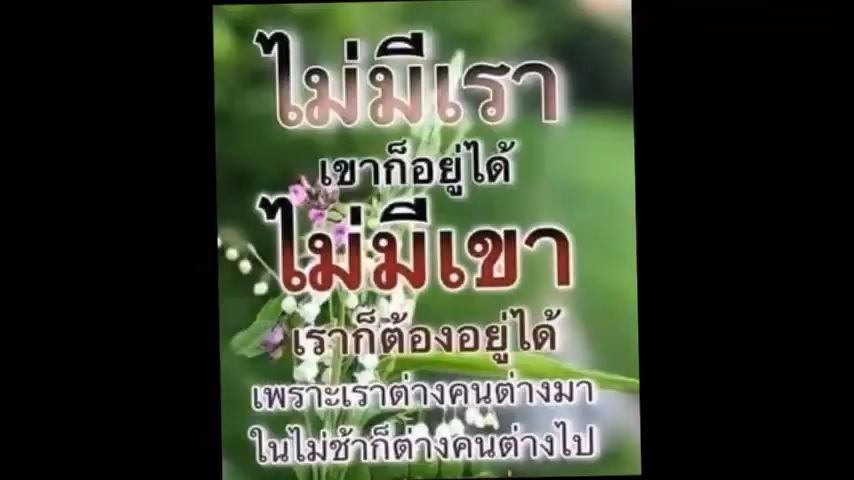 ไม่มีเรา
เขาก็อยู่ได้
ไม่มีเขา
เราก็ต้องอยู่ได้
เพราะเราต่างคนต่างมา
ในไม่ช้าก็ต่างคนต่างไป